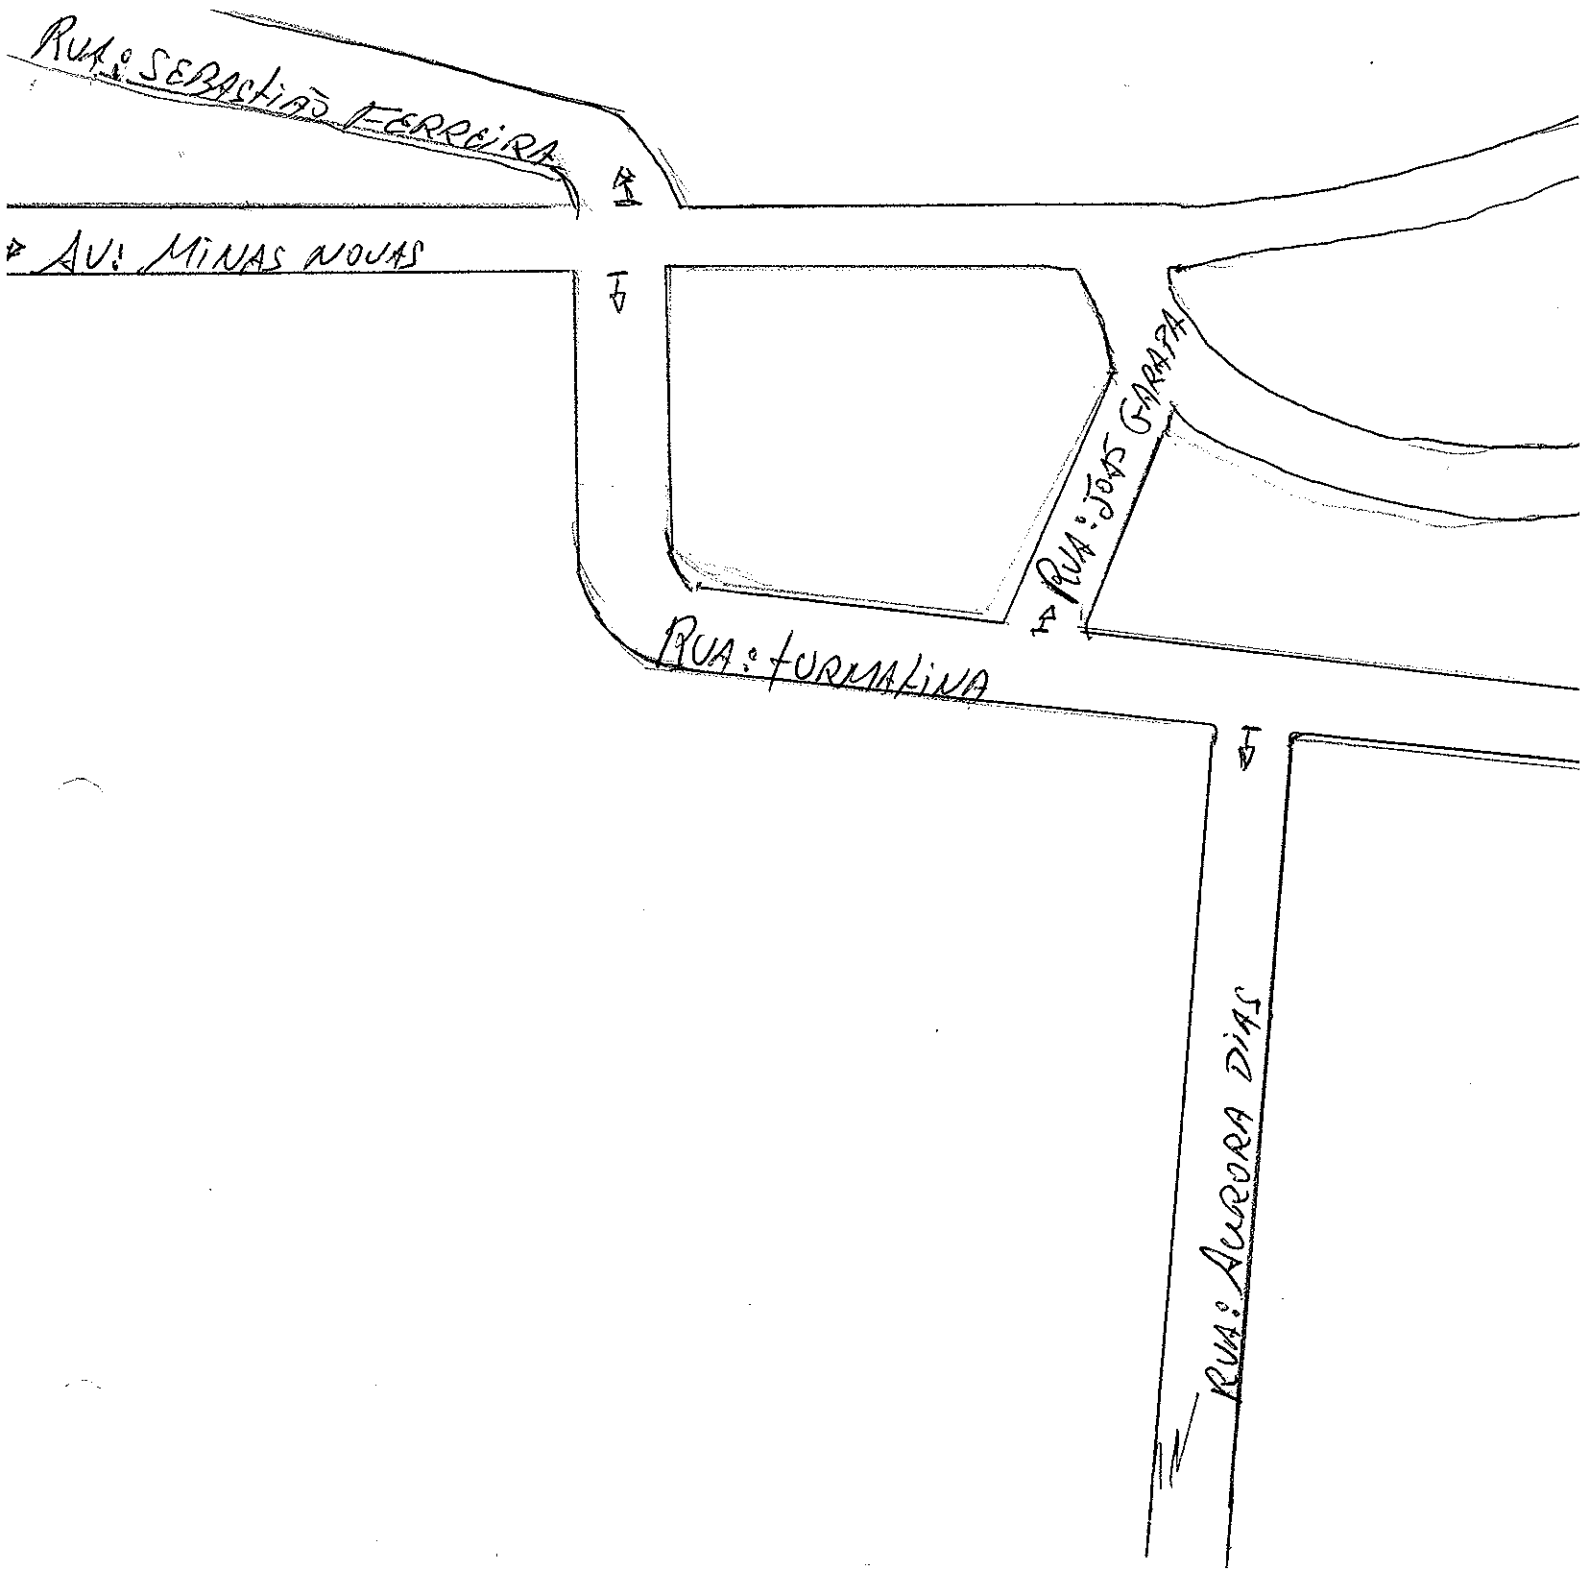 RUA: SEBASTIÃO FERREIRA
AV: MINAS NOVAS
RUA: JOÃO GARAPA
RUA: TURMALINA
RUA: AURORA DIAS